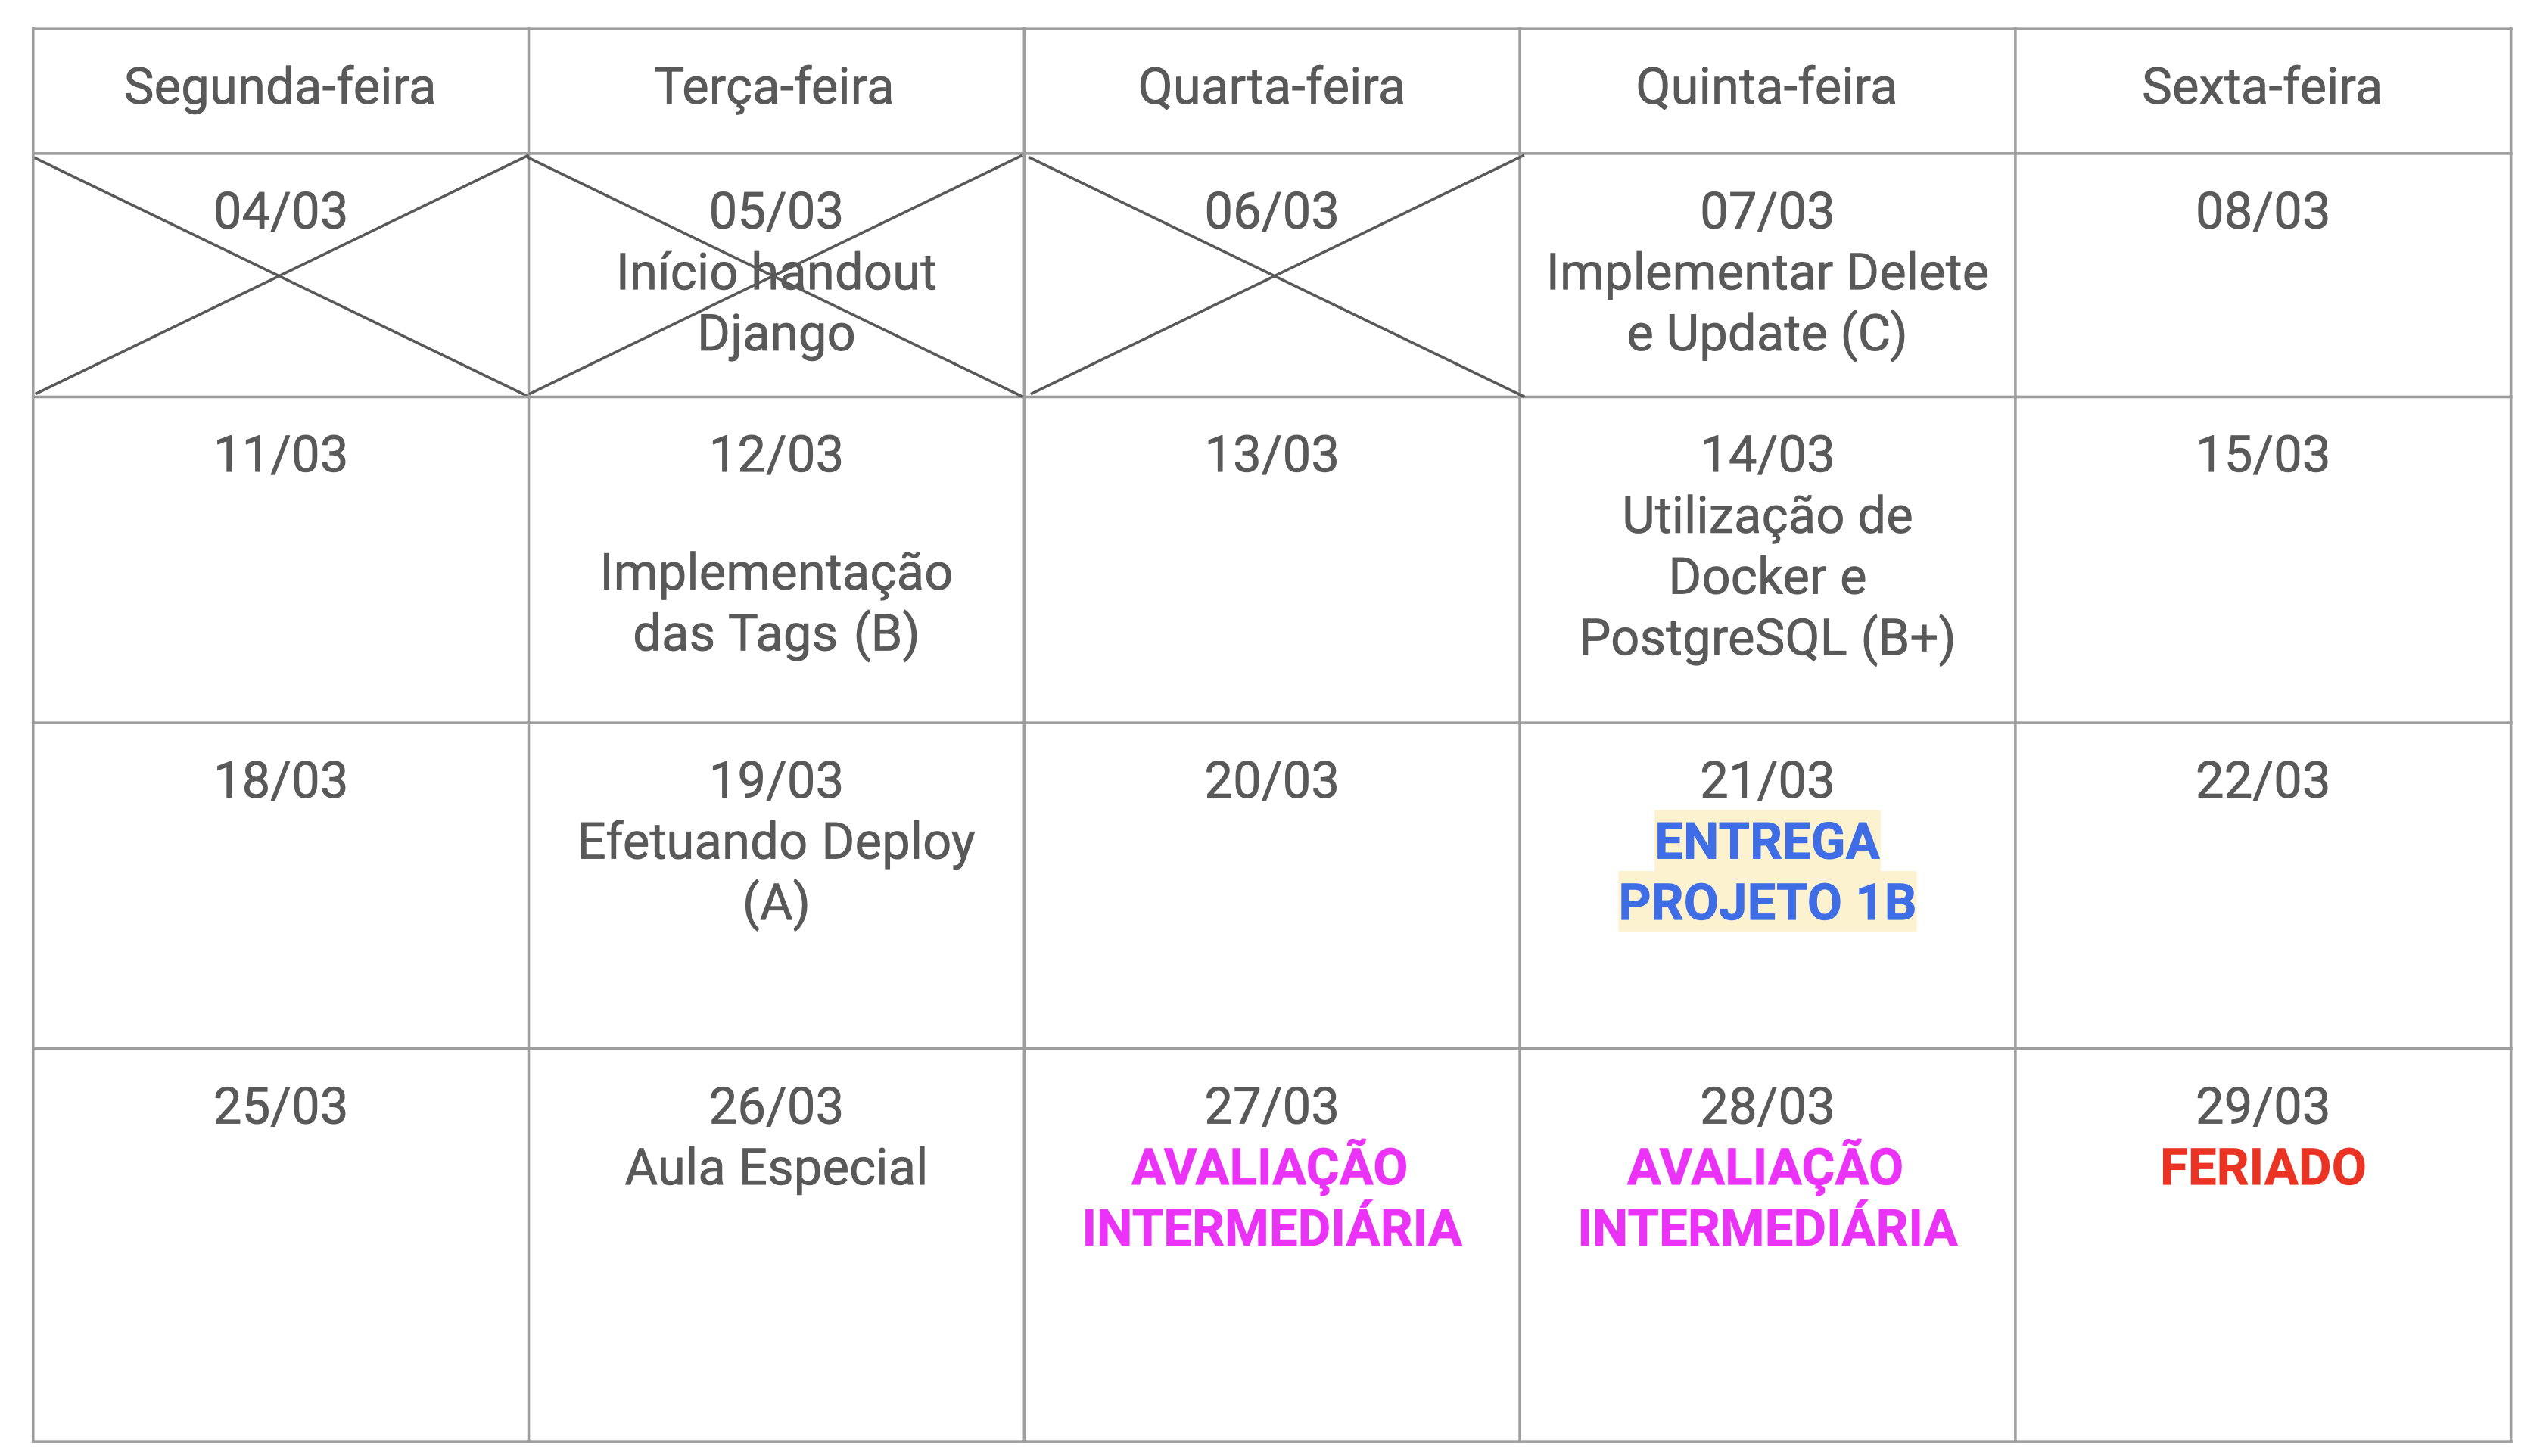 Segunda-feira
Terça-feira
Quarta-feira
Quinta-feira
Sexta-feira
04/03
05/03
Início handout
Django
06/03
07/03
Implementar Delete
e Update (C)
08/03
11/03
12/03
Implementação
das Tags (B)
13/03
14/03
Utilização de
Docker e
PostgreSQL (B+)
15/03
18/03
19/03
Efetuando Deploy
(A)
20/03
21/03
ENTREGA
PROJETO 1B
22/03
25/03
26/03
Aula Especial
27/03
AVALIAÇÃO
INTERMEDIÁRIA
28/03
AVALIAÇÃO
INTERMEDIÁRIA
29/03
FERIADO